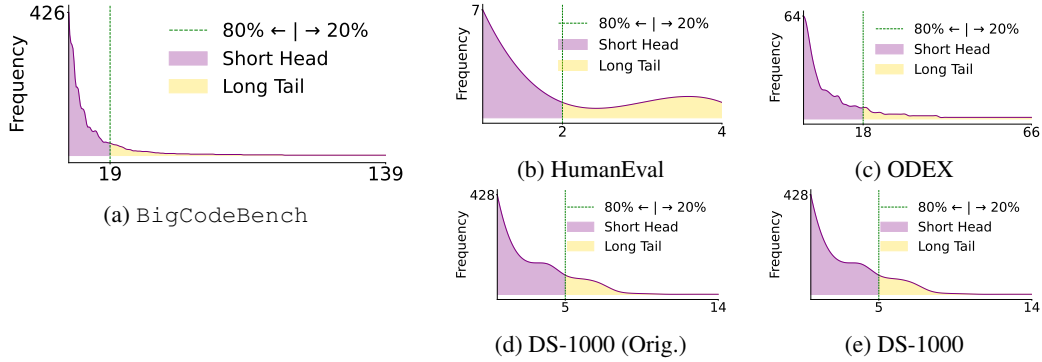 426
Frequency
80% ← | → 20%
Short Head
Long Tail
19
139
(a) BigCodeBench
7
Frequency
80% ← | → 20%
Short Head
Long Tail
2
4
(b) HumanEval
64
Frequency
80% ← | → 20%
Short Head
Long Tail
18
66
(c) ODEX
428
Frequency
80% ← | → 20%
Short Head
Long Tail
5
14
(d) DS-1000 (Orig.)
428
Frequency
80% ← | → 20%
Short Head
Long Tail
5
14
(e) DS-1000